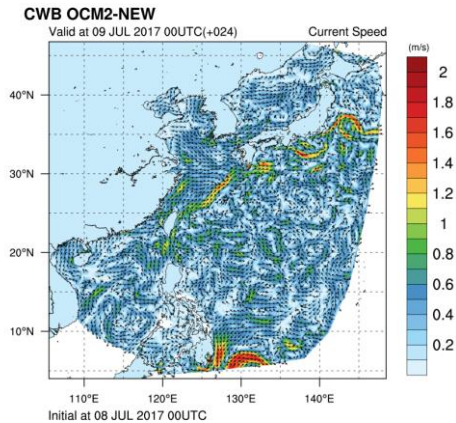 CWB OCM2-NEW
Valid at 09 JUL 2017 00UTC(+024) Current Speed
(m/s)
2
1.8
1.6
1.4
1.2
1
0.8
0.6
0.4
0.2
40°N
30°N
20°N
10°N
110°E 120°E 130°E 140°E
Initial at 08 JUL 2017 00UTC